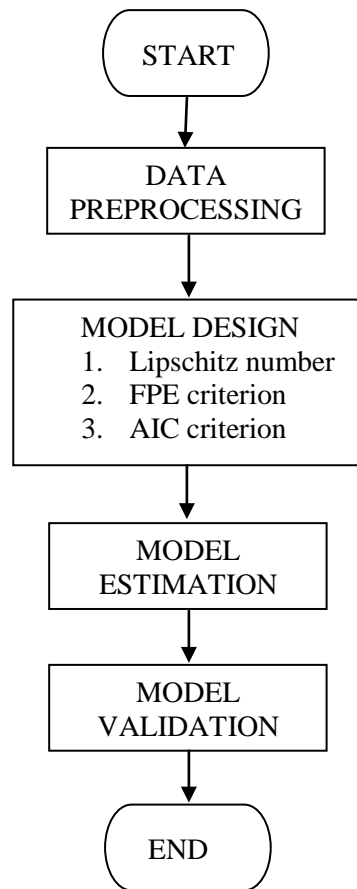 START
DATA
PREPROCESSING
MODEL DESIGN
1. Lipschitz number
2. FPE criterion
3. AIC criterion
MODEL
ESTIMATION
MODEL
VALIDATION
END